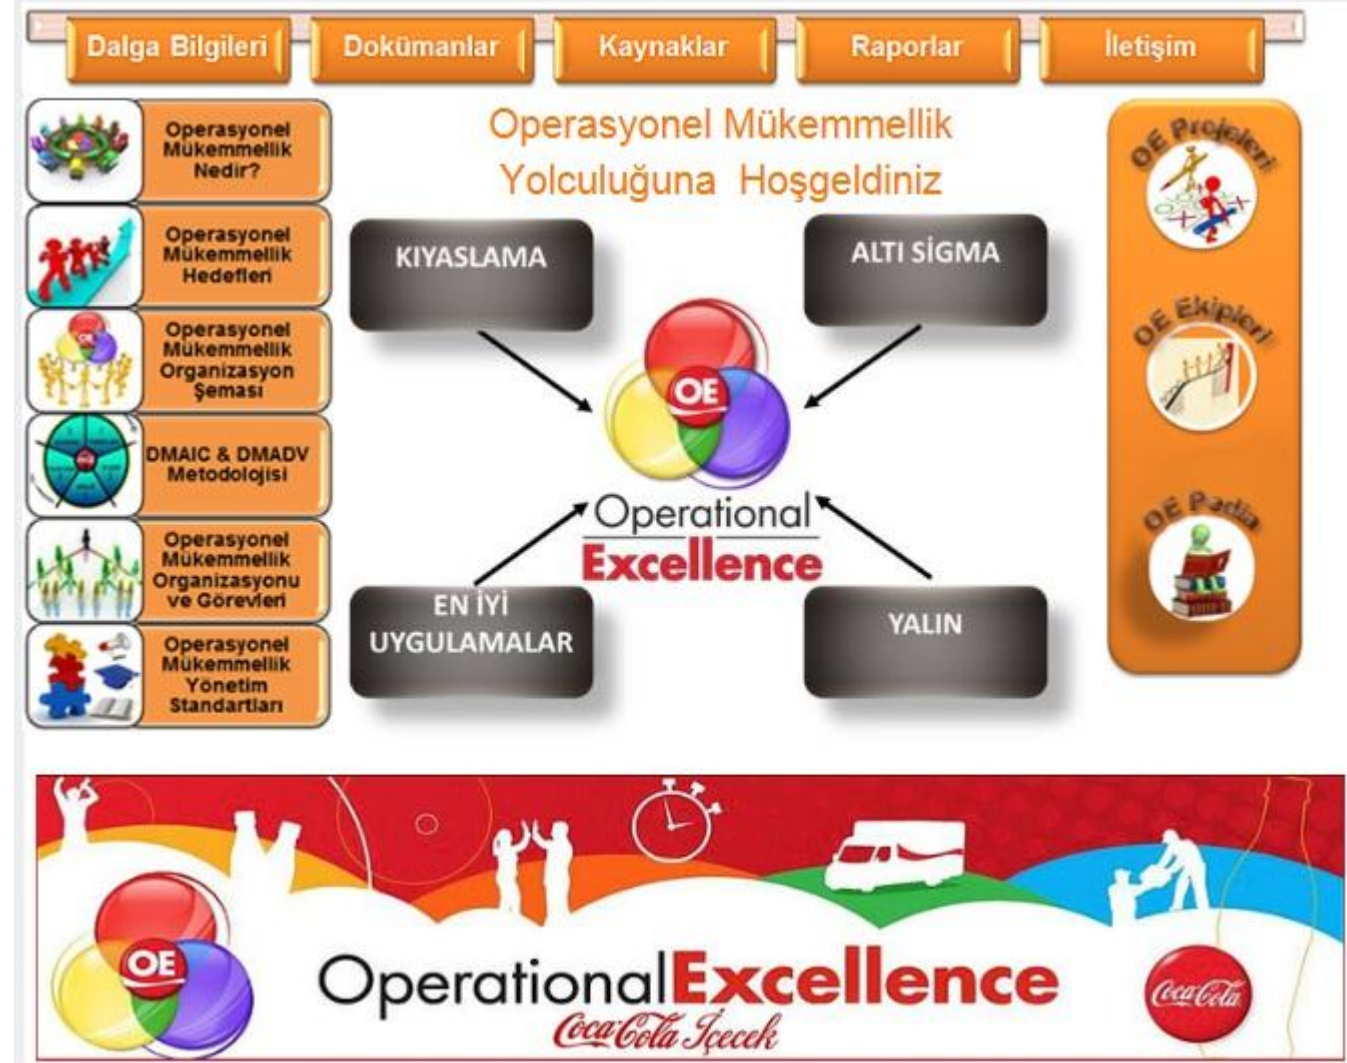 Dalga Bilgileri
Dokümanlar
Kaynaklar
Raporlar
İletişim
Operasyonel
Mükemmellik
Nedir?
Operasyonel
Mükemmellik
Hedefleri
Operasyonel
Mükemmellik
Organizasyon
Şeması
DMAIC & DMADV
Metodolojisi
Operasyonel
Mükemmellik
Organizasyonu
ve Görevleri
Operasyonel
Mükemmellik
Yönetim
Standartları
Operasyonel Mükemmellik
Yolculuğuna Hoşgeldiniz
KIYASLAMA
ALTI SİGMA
OE
Operational
Excellence
EN İYİ
UYGULAMALAR
YALIN
OE Projeleri
OE Ekipleri
OE Pedia
OE
OperationalExcellence
Coca-Cola İçecek
Coca-Cola